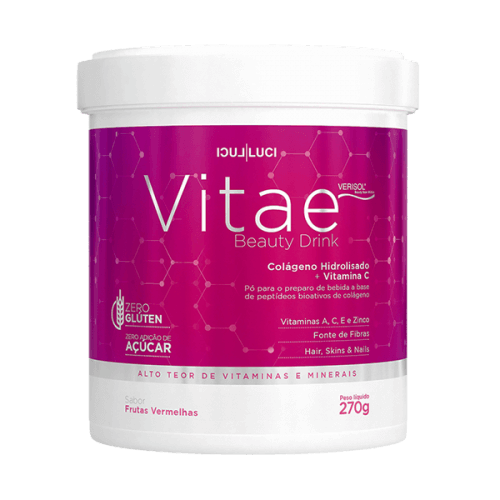 LUCI|LUCI
Vitae
VERISOL®
Beauty Drink
Colágeno Hidrolisado
+ Vitamina C
Pó para o preparo de bebida a base
de peptídeos bioativos de colágeno
Vitaminas A, C, E e Zinco
Fonte de Fibras
Hair, Skins & Nails
ZERO
GLÚTEN
ZERO ADIÇÃO DE
AÇÚCAR
ALTO TEOR DE VITAMINAS E MINERAIS
Sabor
Frutas Vermelhas
Peso líquido
270g